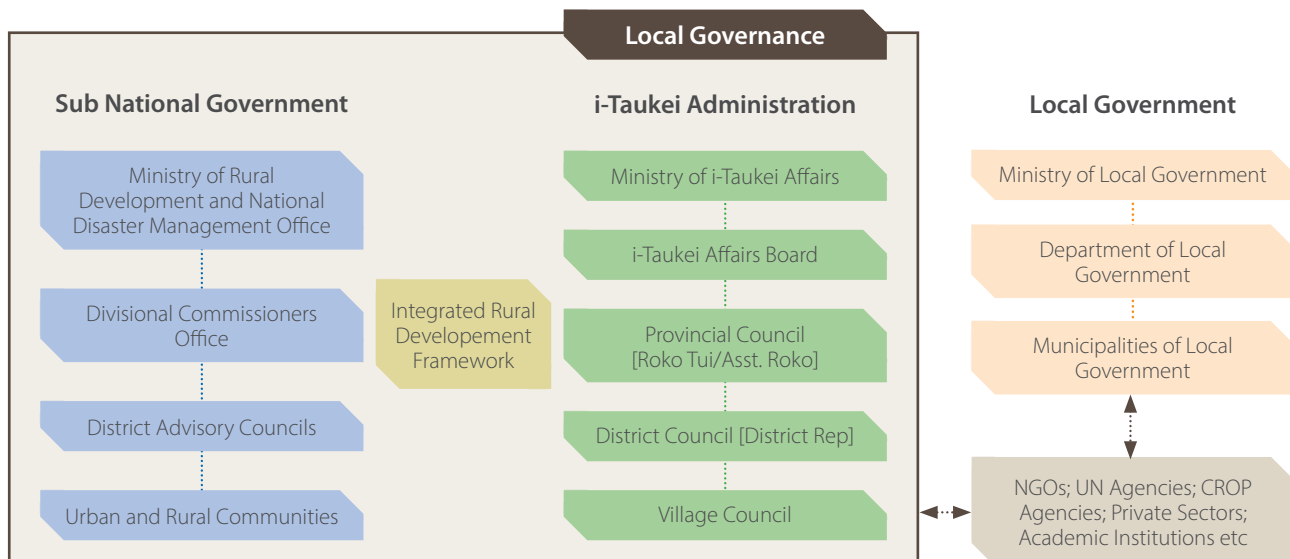 Local Governance
Sub National Government
Ministry of Rural
Development and National
Disaster Management Office
Divisional Commissioners
Office
District Advisory Councils
Urban and Rural Communities
Integrated Rural
Developement
Framework
i-Taukei Administration
Ministry of i-Taukei Affairs
i-Taukei Affairs Board
Provincial Council
[Roko Tui/Asst. Roko]
District Council [District Rep]
Village Council
Local Government
Ministry of Local Government
Department of Local
Government
Municipalities of Local
Government
NGOs; UN Agencies; CROP
Agencies; Private Sectors;
Academic Institutions etc